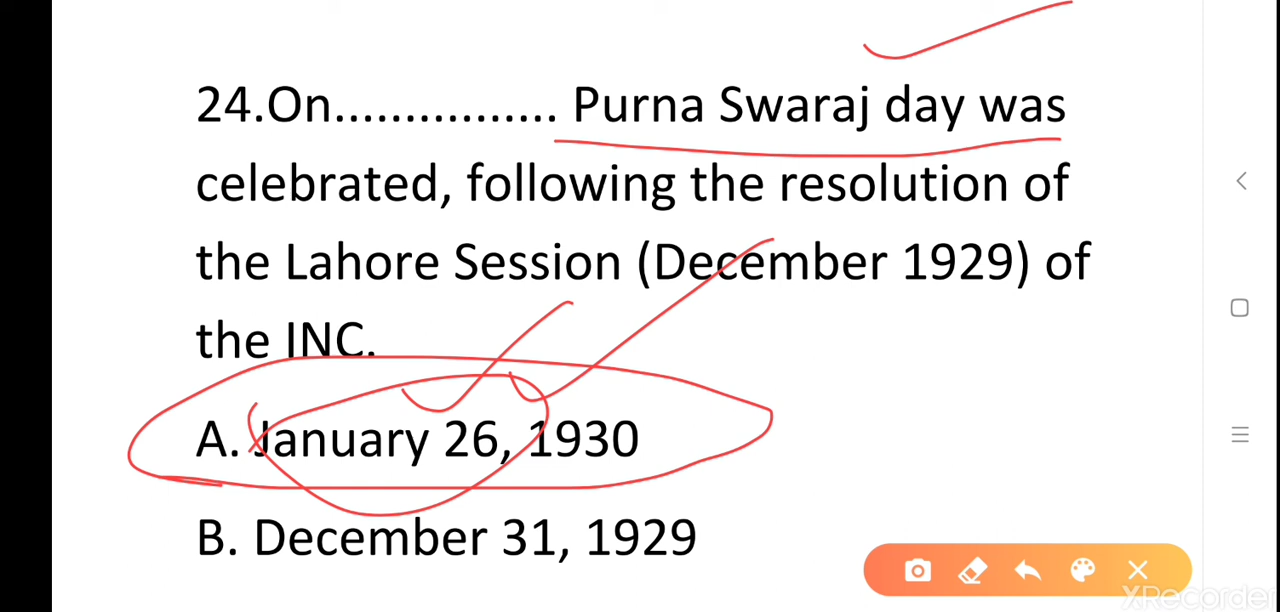 24.On................ Purna Swaraj day was
celebrated, following the resolution of
the Lahore Session (December 1929) of
the INC.
A. January 26, 1930
B. December 31, 1929
XRecorder